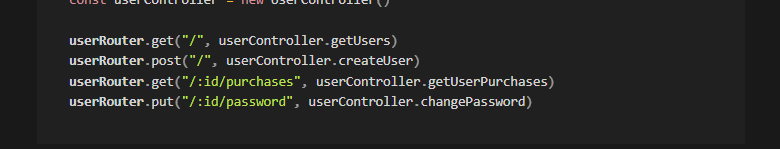 const userController = new UserController()
userRouter.get("/", userController.getUsers)
userRouter.post("/", userController.createUser)
userRouter.get("/:id/purchases", userController.getUserPurchases)
userRouter.put("/:id/password", userController.changePassword)